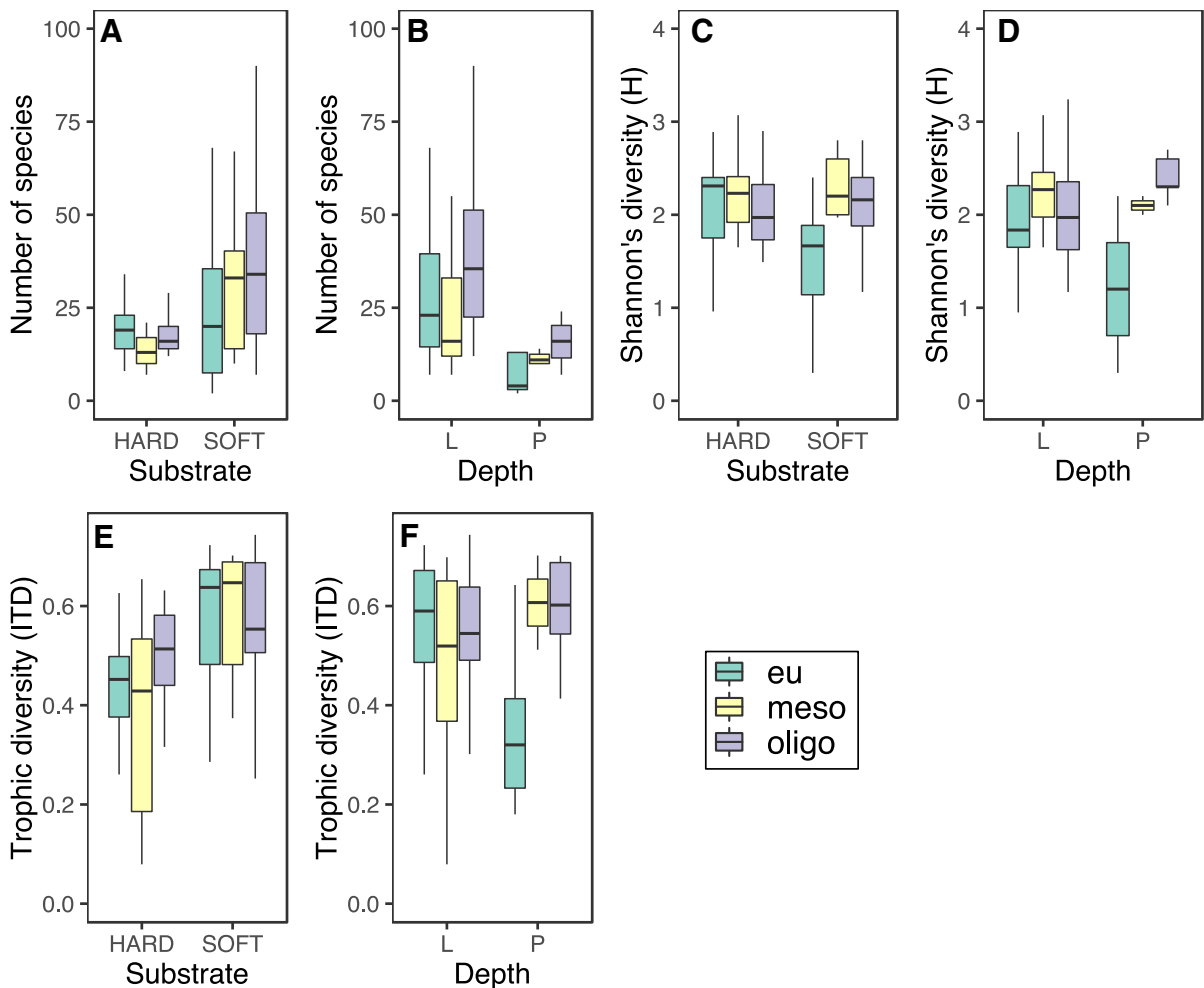 A
Number of species
100
75
50
25
0
HARD SOFT
Substrate
B
Number of species
100
75
50
25
0
L P
Depth
C
Shannon's diversity (H)
4
3
2
1
0
HARD SOFT
Substrate
D
Shannon's diversity (H)
4
3
2
1
0
L P
Depth
E
Trophic diversity (ITD)
0.6
0.4
0.2
0.0
HARD SOFT
Substrate
F
Trophic diversity (ITD)
0.6
0.4
0.2
0.0
L P
Depth
eu
meso
oligo